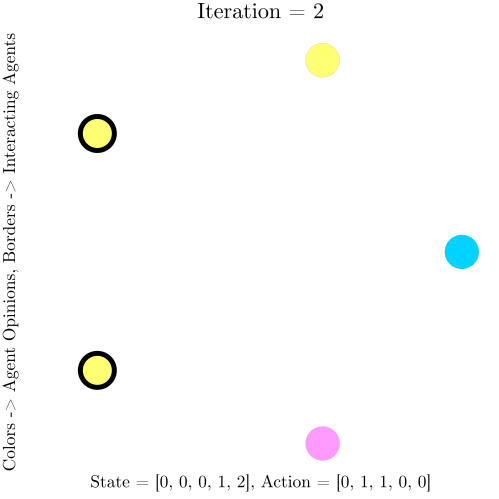 Iteration = 2
Colors -> Agent Opinions, Borders -> Interacting Agents
State = [0, 0, 0, 1, 2], Action = [0, 1, 1, 0, 0]